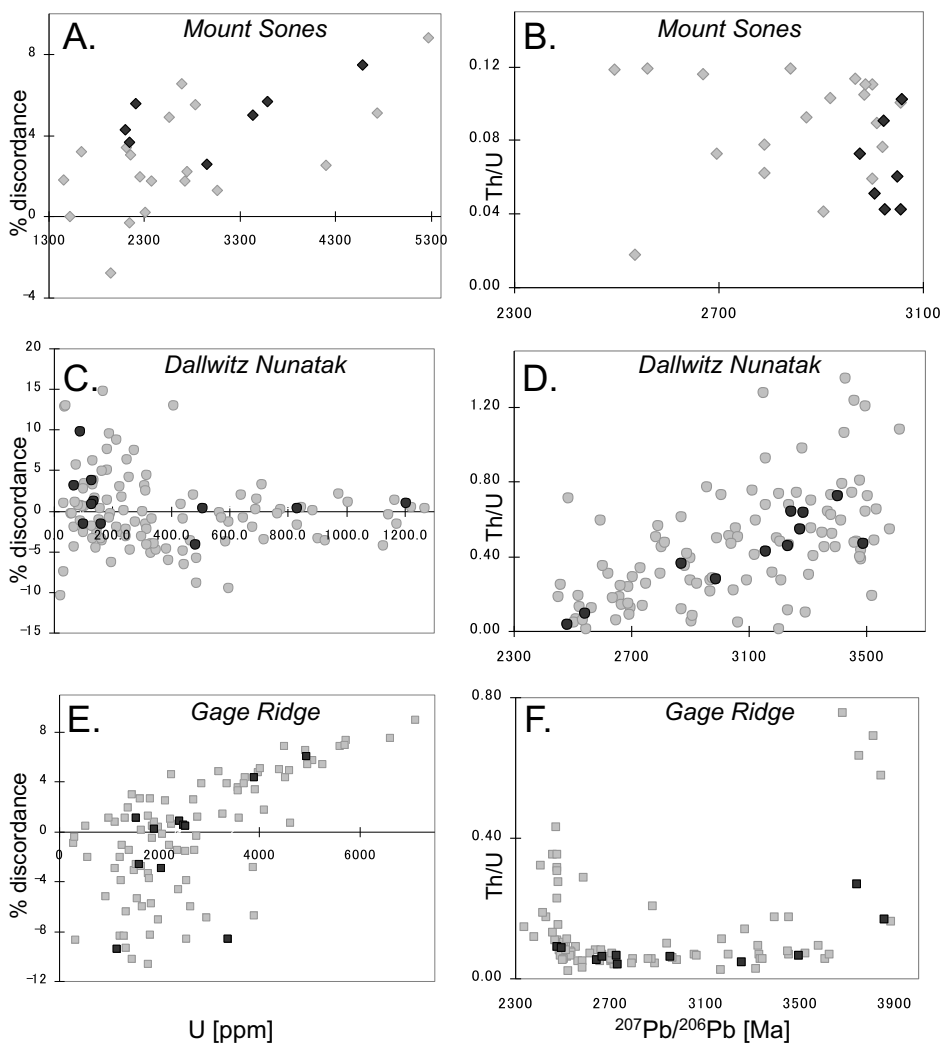 A. Mount Sones
8
4
0
−4
1300 2300 3300 4300 5300
% discordance
B. Mount Sones
0.12
0.08
0.04
0.00
2300 2700 3100
Th/U
C. Dallwitz Nunatak
20
15
10
5
0
−5
−10
−15
0.0 200.0 400.0 600.0 800.0 1000.0 1200.0
% discordance
D. Dallwitz Nunatak
1.20
0.80
0.40
0.00
2300 2700 3100 3500
Th/U
E. Gage Ridge
8
4
0
−4
−8
−12
0 2000 4000 6000
% discordance
U [ppm]
F. Gage Ridge
0.80
0.40
0.00
2300 2700 3100 3500 3900
Th/U
²⁰⁷Pb/²⁰⁶Pb [Ma]